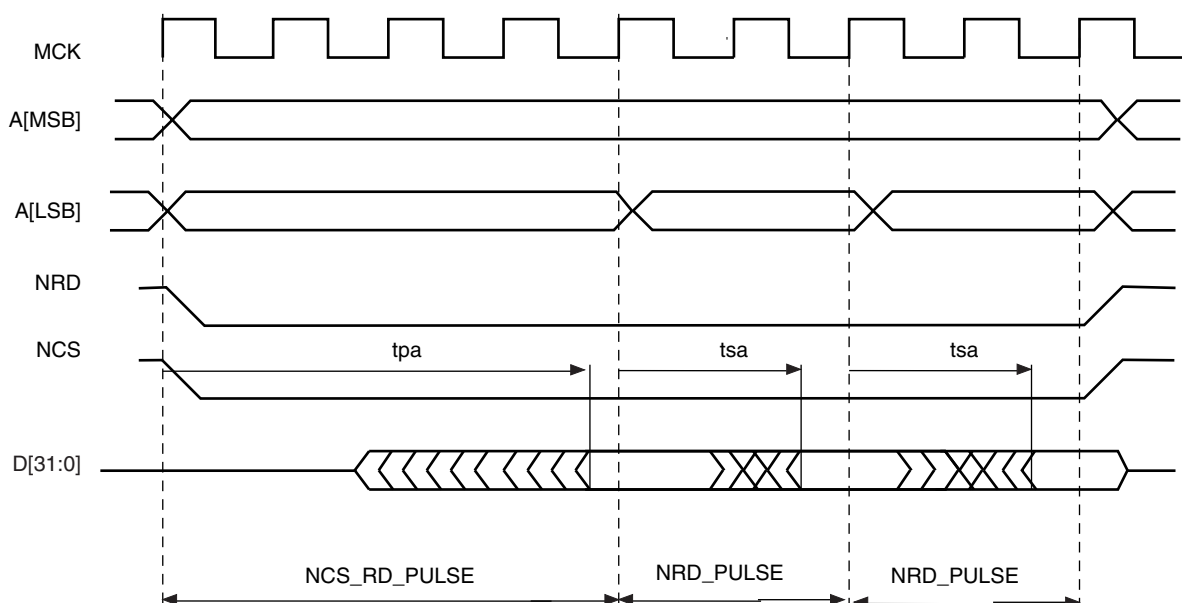 MCK
A[MSB]
A[LSB]
NRD
NCS
tpa
tsa
tsa
D[31:0]
NCS_RD_PULSE
NRD_PULSE
NRD_PULSE